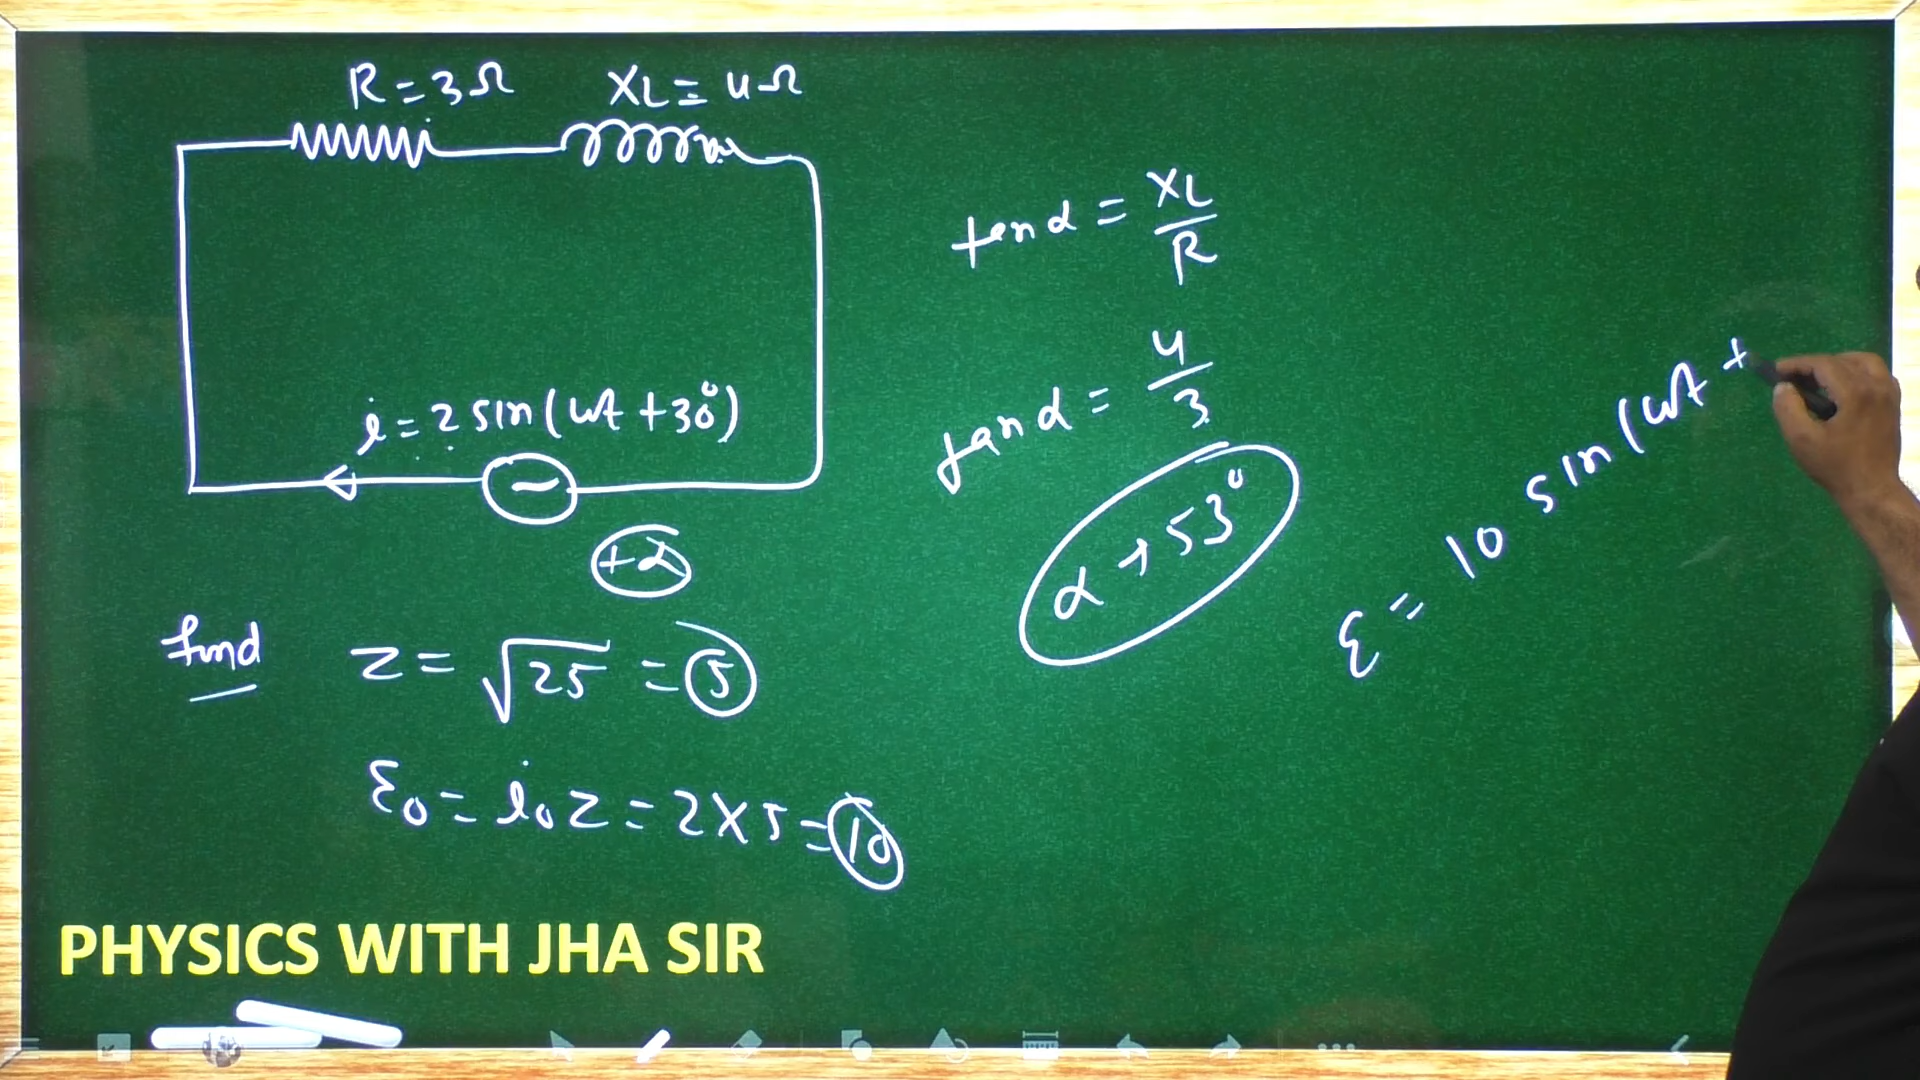 R = 3Ω
XL = 4Ω
i = 2 sin(ωt + 30°)
+α
find
Z = √25 = 5
ε₀ = i₀Z = 2×5 = 10
tan α = XL/R
tan α = 4/3
α → 53°
ε = 10 sin(ωt +
PHYSICS WITH JHA SIR